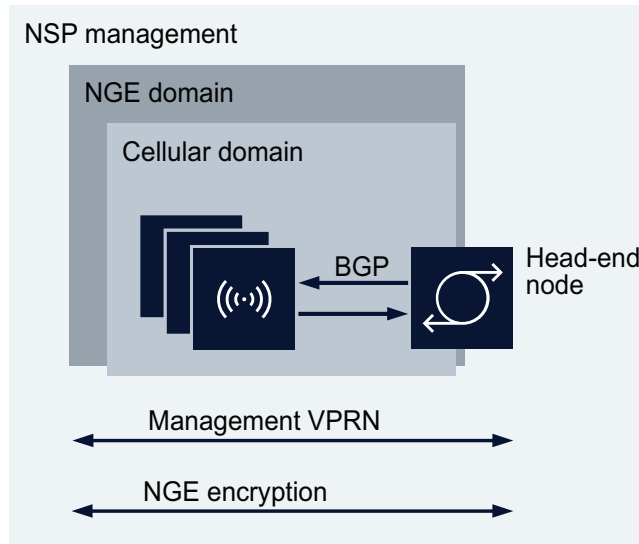 NSP management
NGE domain
Cellular domain
BGP
Head-end
node
Management VPRN
NGE encryption